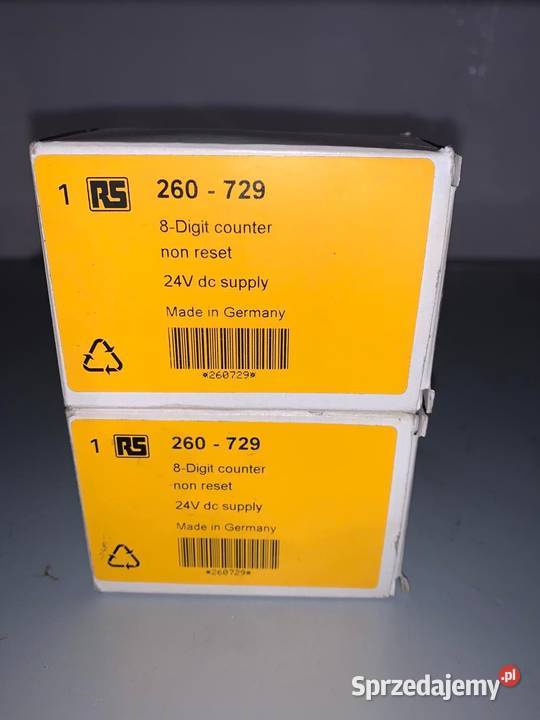 1 RS 260 - 729
8-Digit counter
non reset
24V dc supply
Made in Germany
*260729*
1 RS 260 - 729
8-Digit counter
non reset
24V dc supply
Made in Germany
*260729*
Sprzedajemy.pl